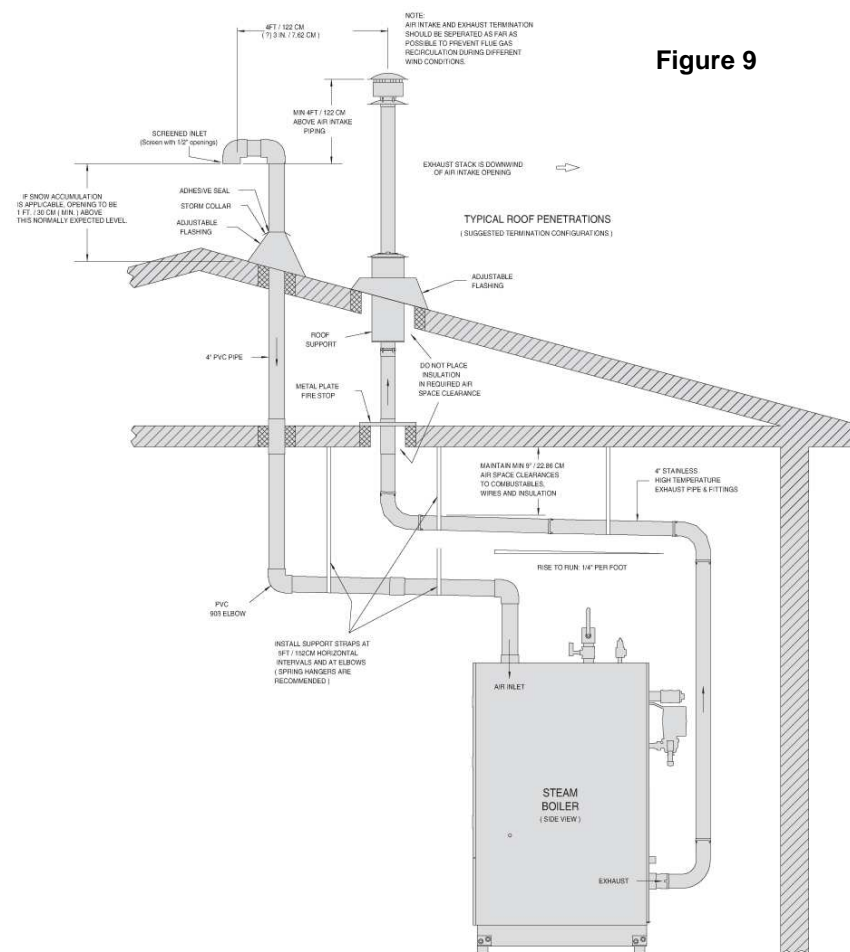 4FT / 122 CM
( ?) 3 IN. / 7.62 CM )
NOTE:
AIR INTAKE AND EXHAUST TERMINATION
SHOULD BE SEPERATED AS FAR AS
POSSIBLE TO PREVENT FLUE GAS
RECIRCULATION DURING DIFFERENT
WIND CONDITIONS.
Figure 9
MIN 4FT / 122 CM
ABOVE AIR INTAKE
PIPING
SCREENED INLET
(Screen with 1/2" openings)
EXHAUST STACK IS DOWNWIND
OF AIR INTAKE OPENING
IF SNOW ACCUMULATION
IS APPLICABLE, OPENING TO BE
1 FT. / 30 CM ( MIN. ) ABOVE
THIS NORMALLY EXPECTED LEVEL.
ADHESIVE SEAL
STORM COLLAR
ADJUSTABLE
FLASHING
TYPICAL ROOF PENETRATIONS
( SUGGESTED TERMINATION CONFIGURATIONS )
ADJUSTABLE
FLASHING
ROOF
SUPPORT
4" PVC PIPE
DO NOT PLACE
INSULATION
IN REQUIRED AIR
SPACE CLEARANCE
METAL PLATE
FIRE STOP
MAINTAIN MIN 9" / 22.86 CM
AIR SPACE CLEARANCES
TO COMBUSTABLES,
WIRES AND INSULATION
4" STAINLESS
HIGH TEMPERATURE
EXHAUST PIPE & FITTINGS
RISE TO RUN: 1/4" PER FOOT
PVC
90ß ELBOW
INSTALL SUPPORT STRAPS AT
5FT / 152CM HORIZONTAL
INTERVALS AND AT ELBOWS
( SPRING HANGERS ARE
RECOMMENDED )
AIR INLET
STEAM
BOILER
( SIDE VIEW )
EXHAUST